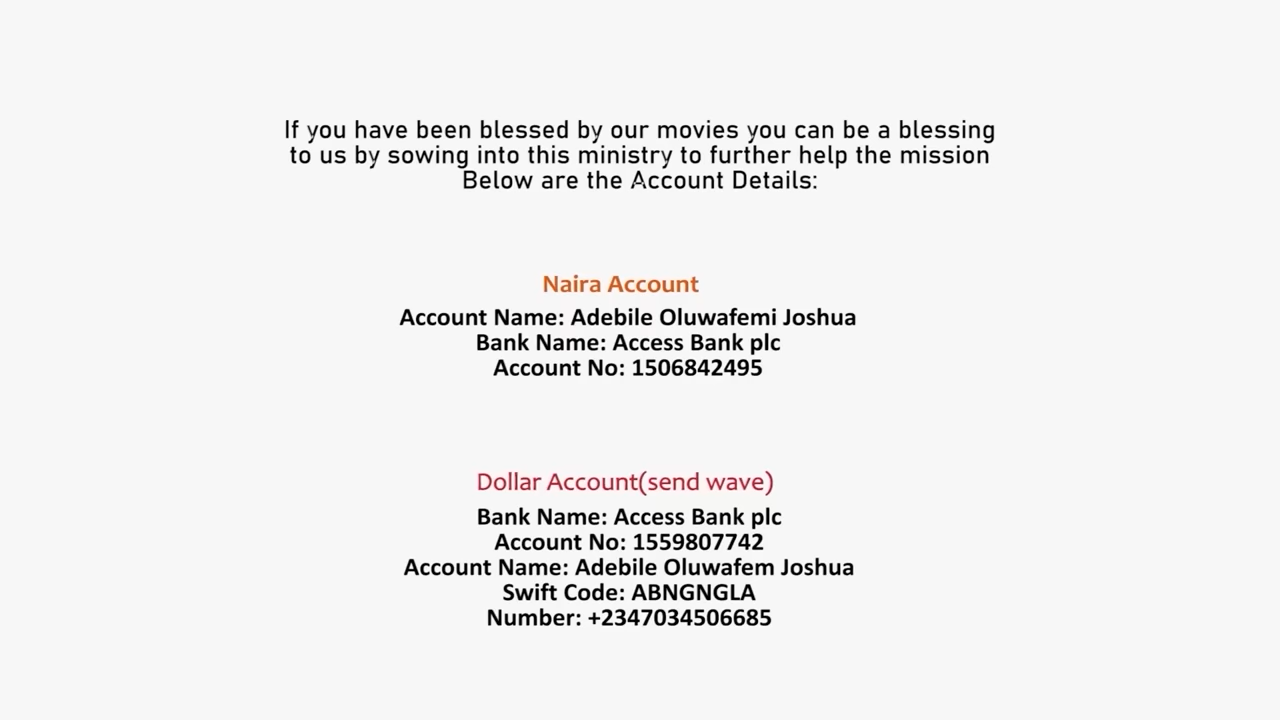 If you have been blessed by our movies you can be a blessing
to us by sowing into this ministry to further help the mission
Below are the Account Details:
Naira Account
Account Name: Adebile Oluwafemi Joshua
Bank Name: Access Bank plc
Account No: 1506842495
Dollar Account(send wave)
Bank Name: Access Bank plc
Account No: 1559807742
Account Name: Adebile Oluwafem Joshua
Swift Code: ABNGNGLA
Number: +2347034506685